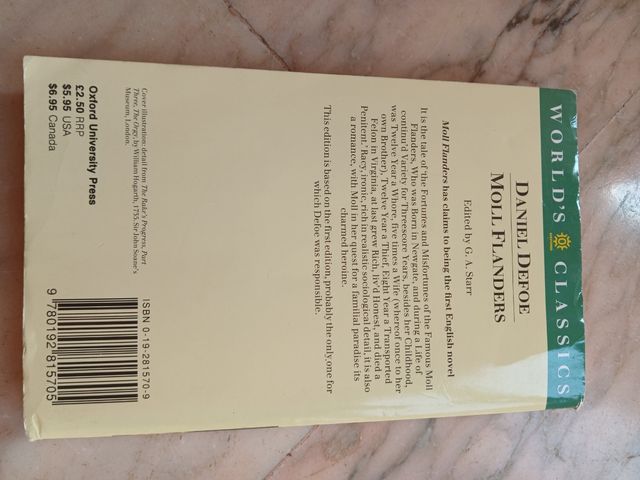 WORLD'S CLASSICS
DANIEL DEFOE
MOLL FLANDERS
Edited by G. A. Starr
Moll Flanders has claims to being the first English novel
It is the tale of 'the Fortunes and Misfortunes of the Famous Moll
Flanders, Who was Born in Newgate, and during a Life of
continu'd Variety for Threescore Years, besides her Childhood,
was Twelve Year a Whore, five times a Wife (whereof once to her
own Brother), Twelve Year a Thief, Eight Year a Transported
Felon in Virginia, at last grew Rich, liv'd Honest, and died a
Penitent.' Racy, ironic, rich in realistic sociological detail, it is also
a romance, with Moll in her quest for a familial paradise its
charmed heroine.
This edition is based on the first edition, probably the only one for
which Defoe was responsible.
Cover illustration: detail from The Rake's Progress, Part
Three, The Orgy, by William Hogarth, 1735. Sir John Soane's
Museum, London.
Oxford University Press
£2.50 RRP
$5.95 USA
$6.95 Canada
ISBN 0-19-281570-9
9 780192 815705